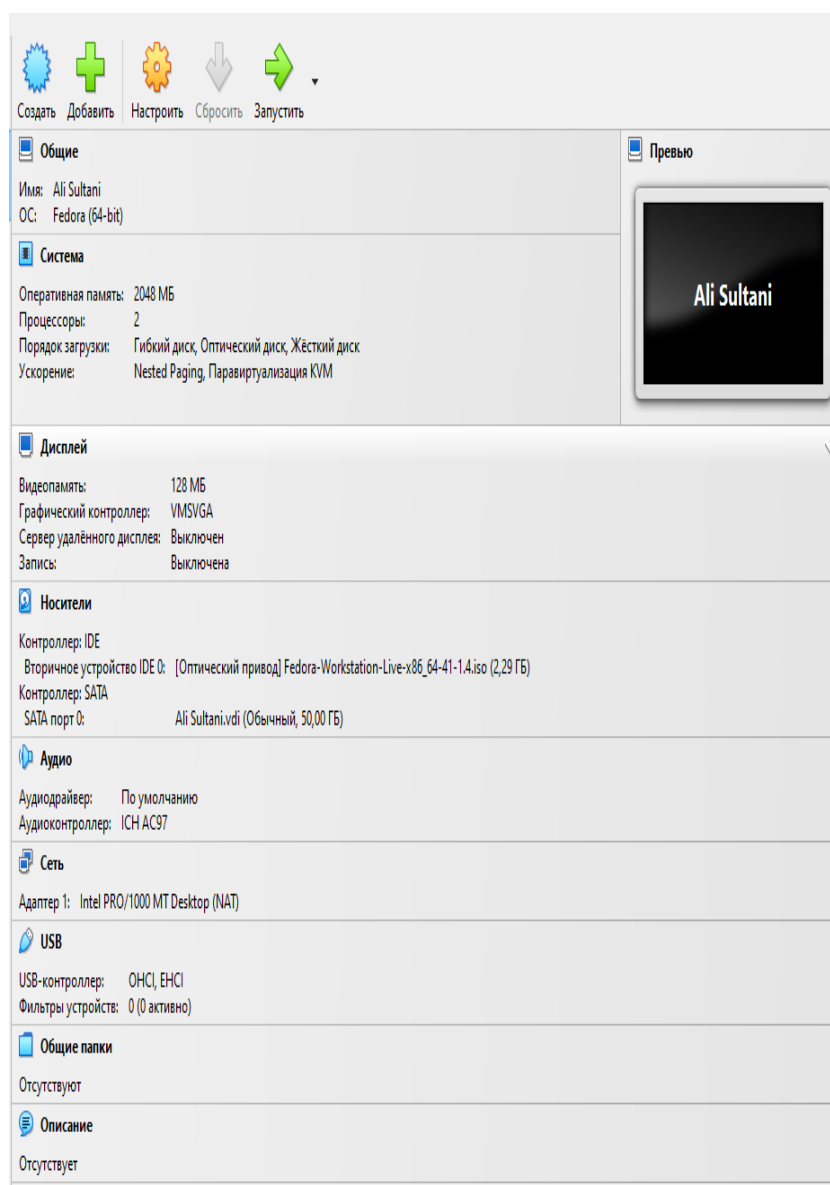 Создать Добавить Настроить Сбросить Запустить
Общие
Имя: Ali Sultani
ОС: Fedora (64-bit)
Превью
Ali Sultani
Система
Оперативная память: 2048 МБ
Процессоры: 2
Порядок загрузки: Гибкий диск, Оптический диск, Жёсткий диск
Ускорение: Nested Paging, Паравиртуализация KVM
Дисплей
Видеопамять: 128 МБ
Графический контроллер: VMSVGA
Сервер удалённого дисплея: Выключен
Запись: Выключена
Носители
Контроллер: IDE
Вторичное устройство IDE 0: [Оптический привод] Fedora-Workstation-Live-x86_64-41-1.4.iso (2,29 ГБ)
Контроллер: SATA
SATA порт 0: Ali Sultani.vdi (Обычный, 50,00 ГБ)
Аудио
Аудиодрайвер: По умолчанию
Аудиоконтроллер: ICH AC97
Сеть
Адаптер 1: Intel PRO/1000 MT Desktop (NAT)
USB
USB-контроллер: OHCI, EHCI
Фильтры устройств: 0 (0 активно)
Общие папки
Отсутствуют
Описание
Отсутствует